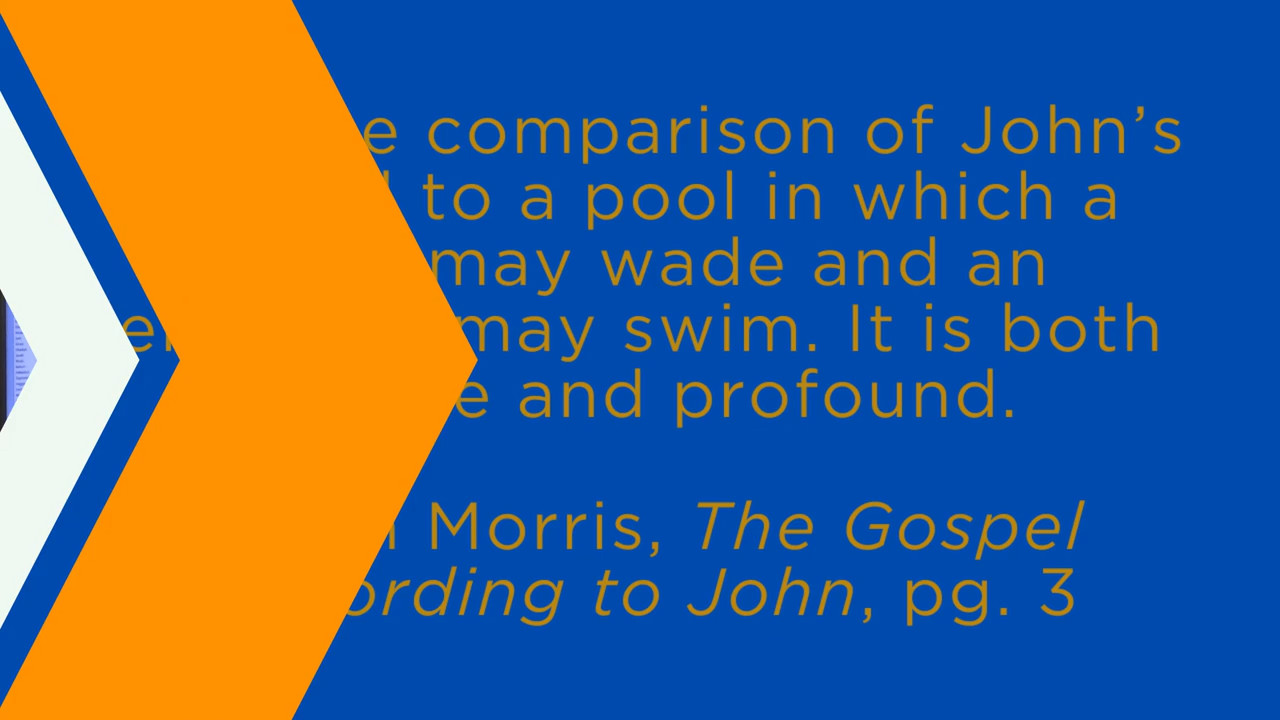 comparison of John’s
to a pool in which a
may wade and an
may swim. It is both
and profound.
Morris, The Gospel
to John, pg. 3